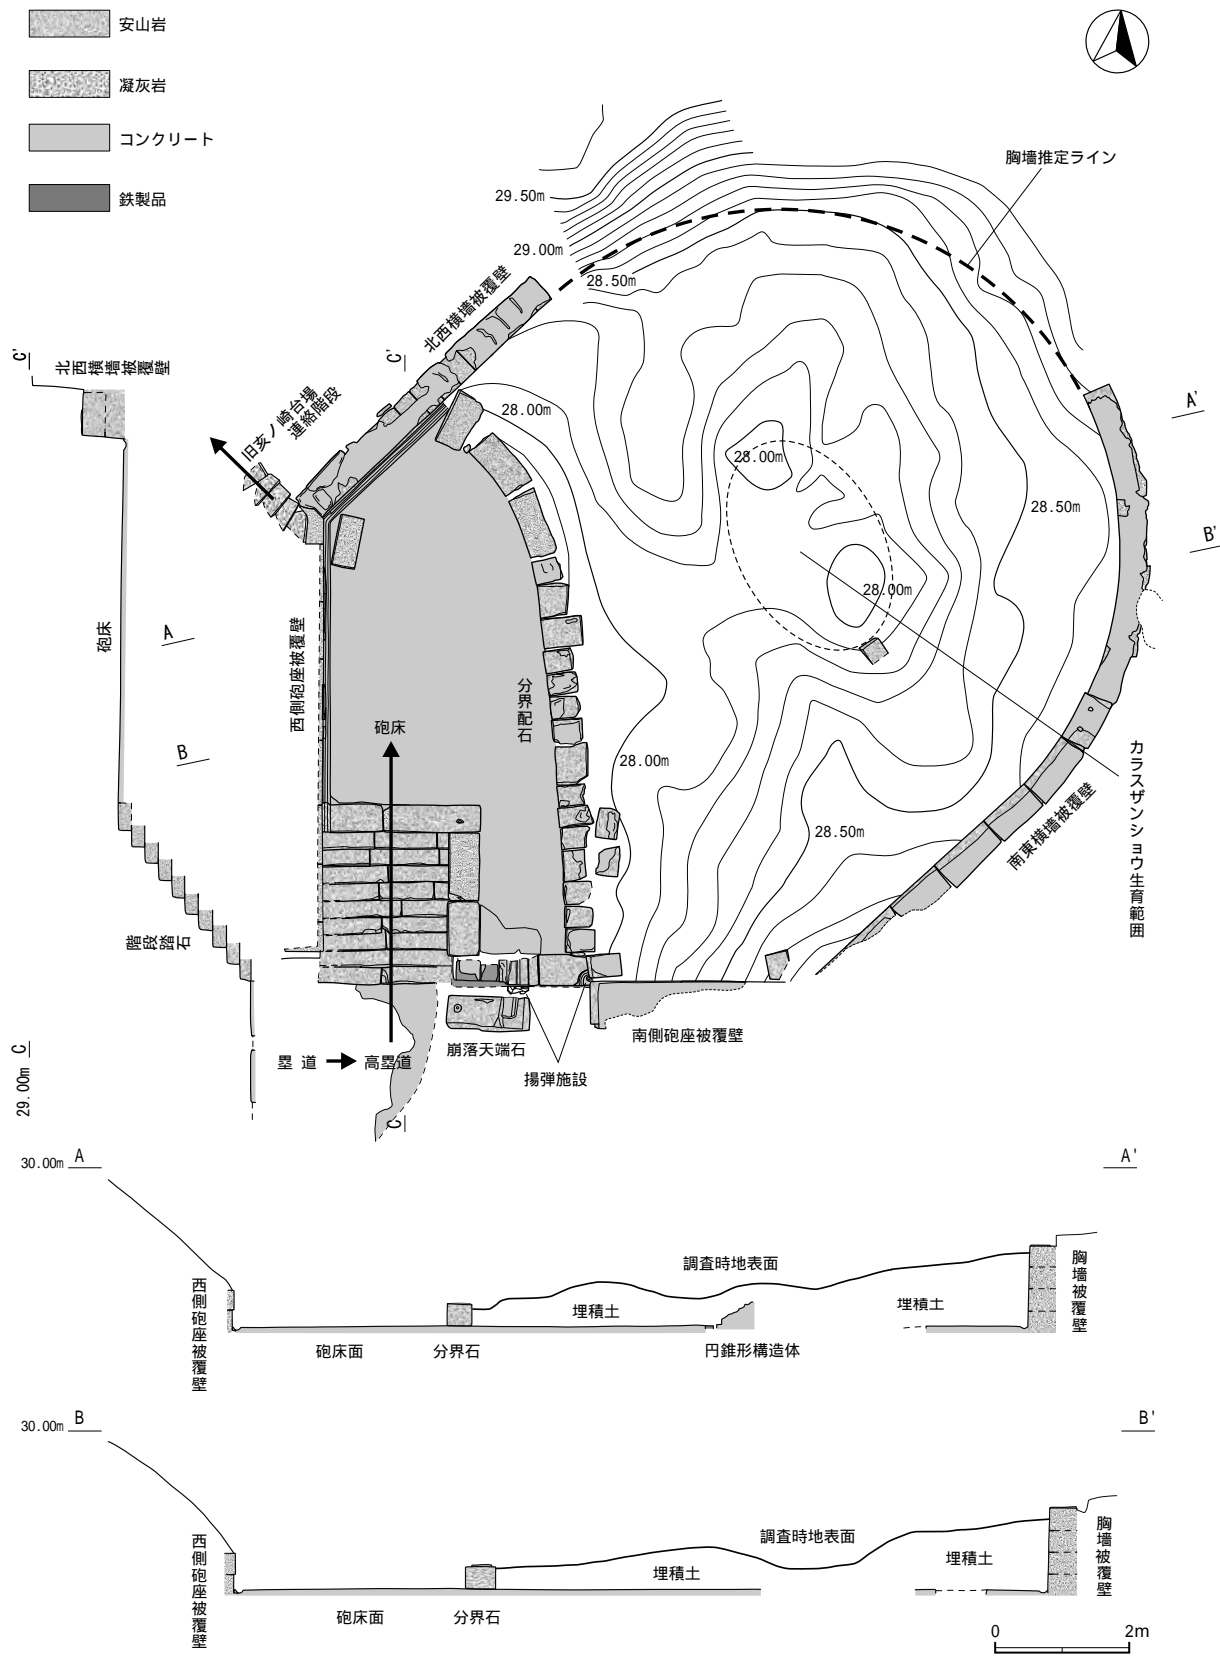 安山岩
凝灰岩
コンクリート
鉄製品
胸墻推定ライン
29.50m
29.00m
28.50m
北西横墻被覆壁
C'
北西横墻被覆壁
C'
旧亥ノ崎台場
連絡階段
28.00m
28.00m
28.50m
28.00m
A'
B'
砲床
A
B
西側砲座被覆壁
分界配石
砲床
28.00m
28.50m
南東横墻被覆壁
カラスザンショウ生育範囲
階段踏石
29.00m C
塁道
高塁道
崩落天端石
揚弾施設
南側砲座被覆壁
C
30.00m A
A'
調査時地表面
西側砲座被覆壁
埋積土
埋積土
胸墻被覆壁
砲床面
分界石
円錐形構造体
30.00m B
B'
調査時地表面
西側砲座被覆壁
埋積土
埋積土
胸墻被覆壁
砲床面
分界石
0
2m